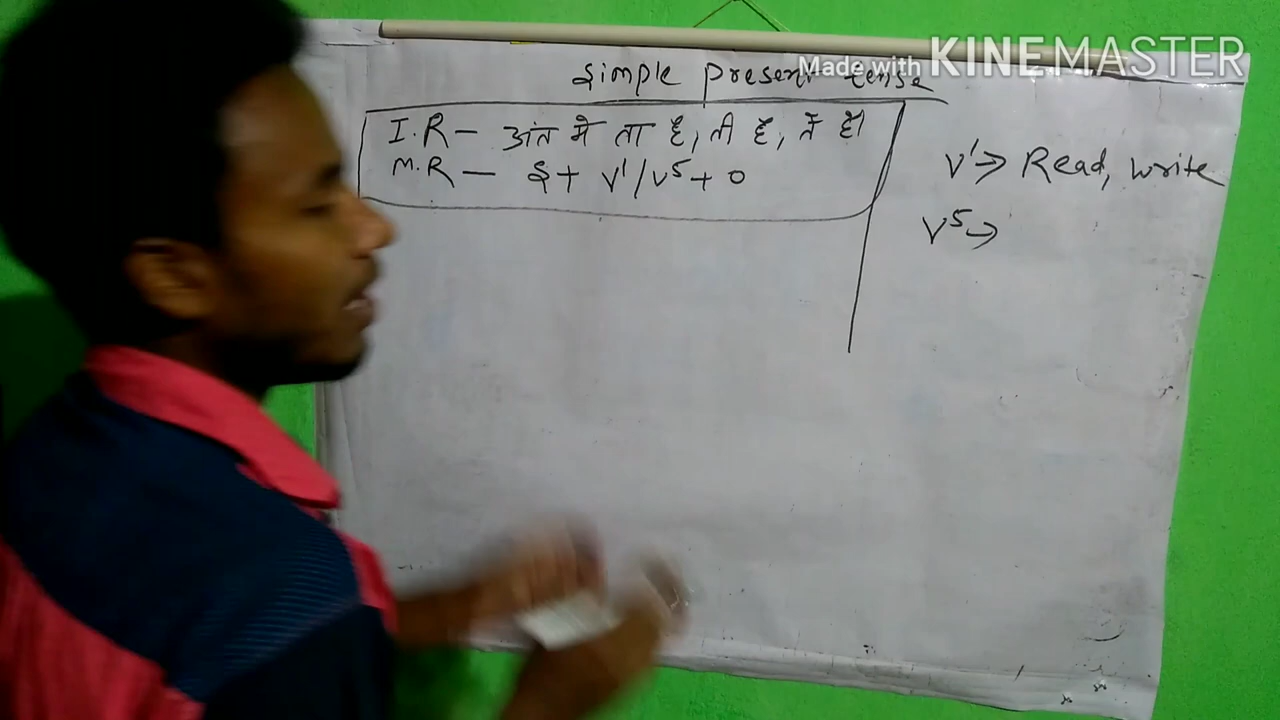 Made with KINEMASTER
Simple present tense
I.R – अंत में ता है, ती है, ते हैं।
M.R – S + V¹/V⁵ + O
V¹→ Read, write
V⁵→